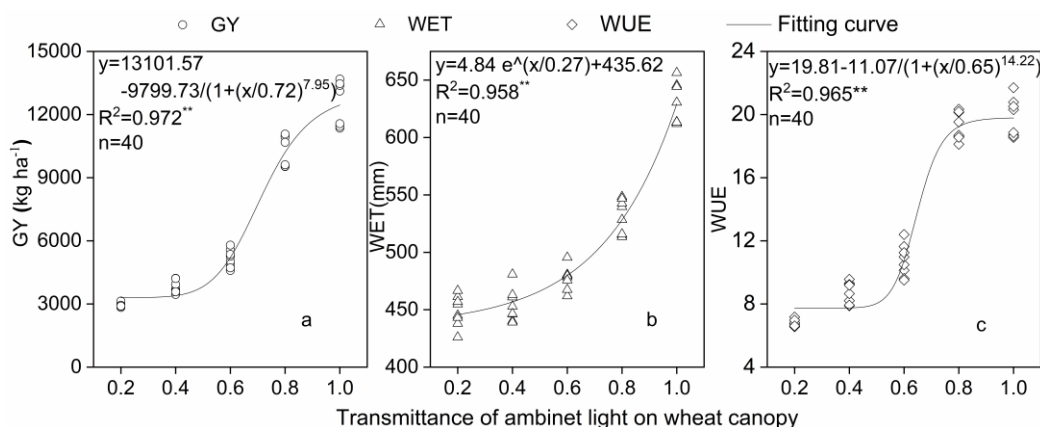 GY WET WUE Fitting curve
y=13101.57
-9799.73/(1+(x/0.72)^7.95)
R²=0.972**
n=40
15000
12000
9000
6000
3000
0
GY (kg ha⁻¹)
0.2 0.4 0.6 0.8 1.0
a
y=4.84 e^(x/0.27)+435.62
R²=0.958**
n=40
650
600
550
500
450
400
WET(mm)
0.2 0.4 0.6 0.8 1.0
b
y=19.81-11.07/(1+(x/0.65)^14.22)
R²=0.965**
n=40
24
20
16
12
8
4
WUE
0.2 0.4 0.6 0.8 1.0
c
Transmittance of ambinet light on wheat canopy